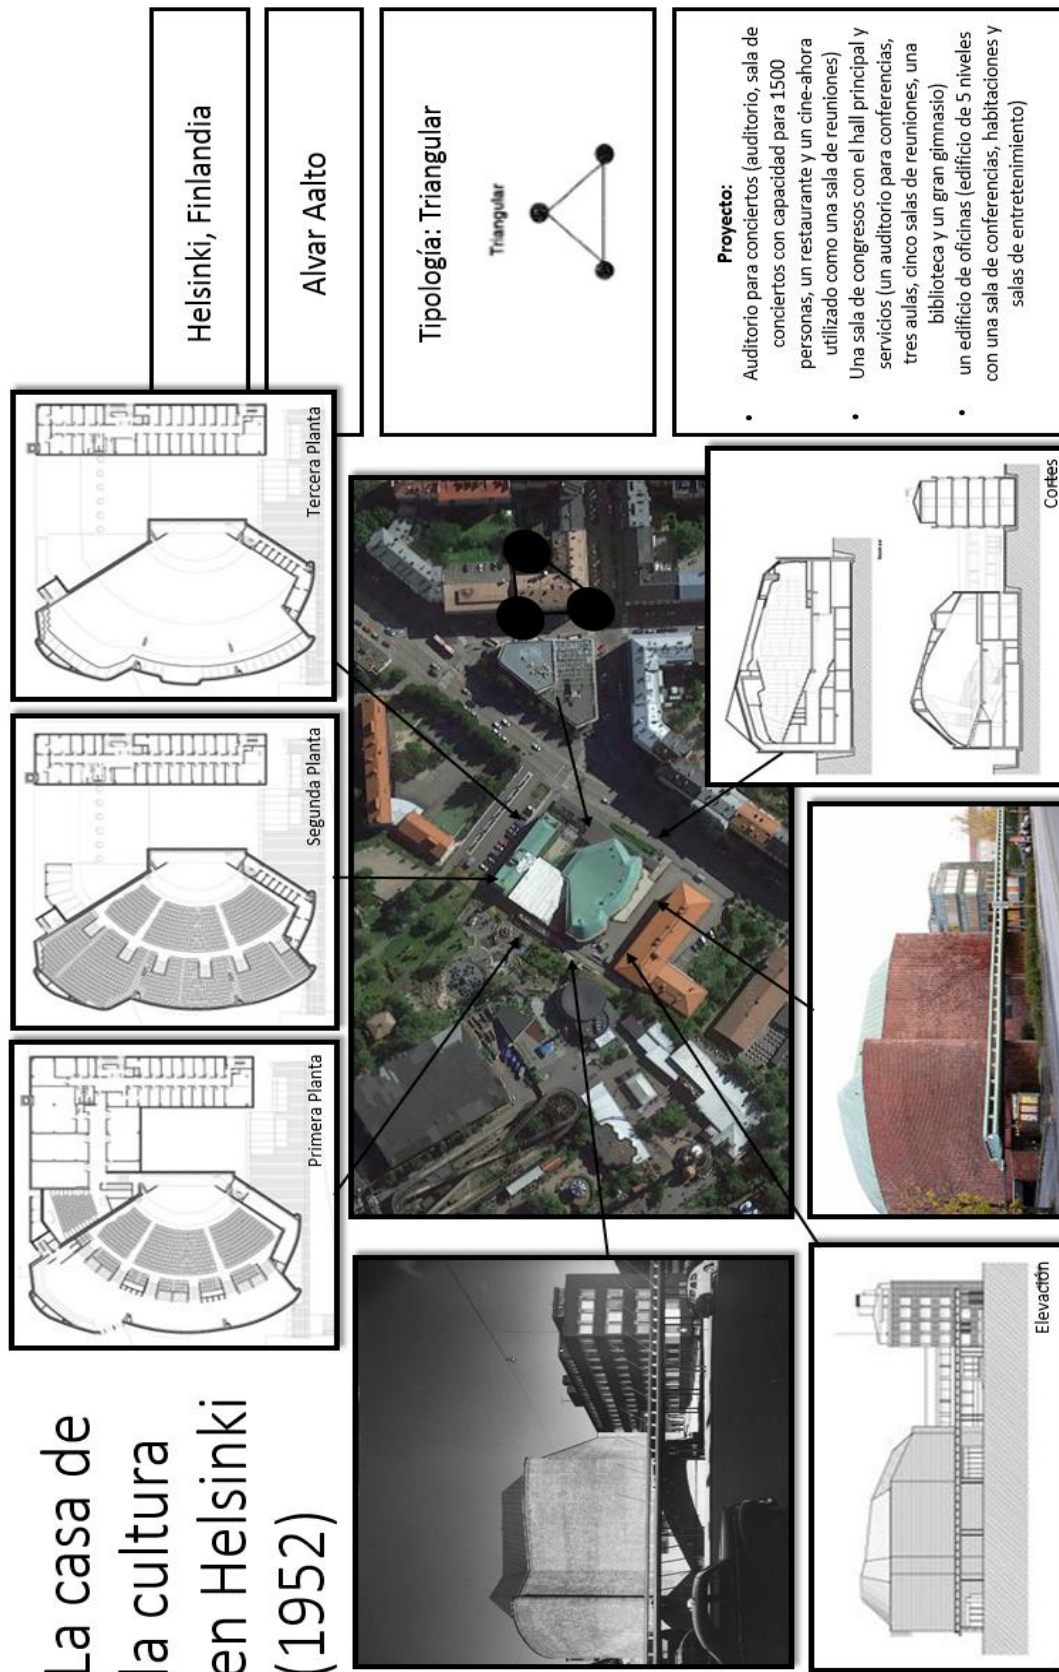 La casa de
la cultura
en Helsinki
(1952)
Primera Planta
Segunda Planta
Tercera Planta
Helsinki, Finlandia
Alvar Aalto
Tipología: Triangular
Triangular
Proyecto:
• Auditorio para conciertos (auditorio, sala de
conciertos con capacidad para 1500
personas, un restaurante y un cine-ahora
utilizado como una sala de reuniones)
• Una sala de congresos con el hall principal y
servicios (un auditorio para conferencias,
tres aulas, cinco salas de reuniones, una
biblioteca y un gran gimnasio)
• un edificio de oficinas (edificio de 5 niveles
con una sala de conferencias, habitaciones y
salas de entretenimiento)
Elevación
Cortes